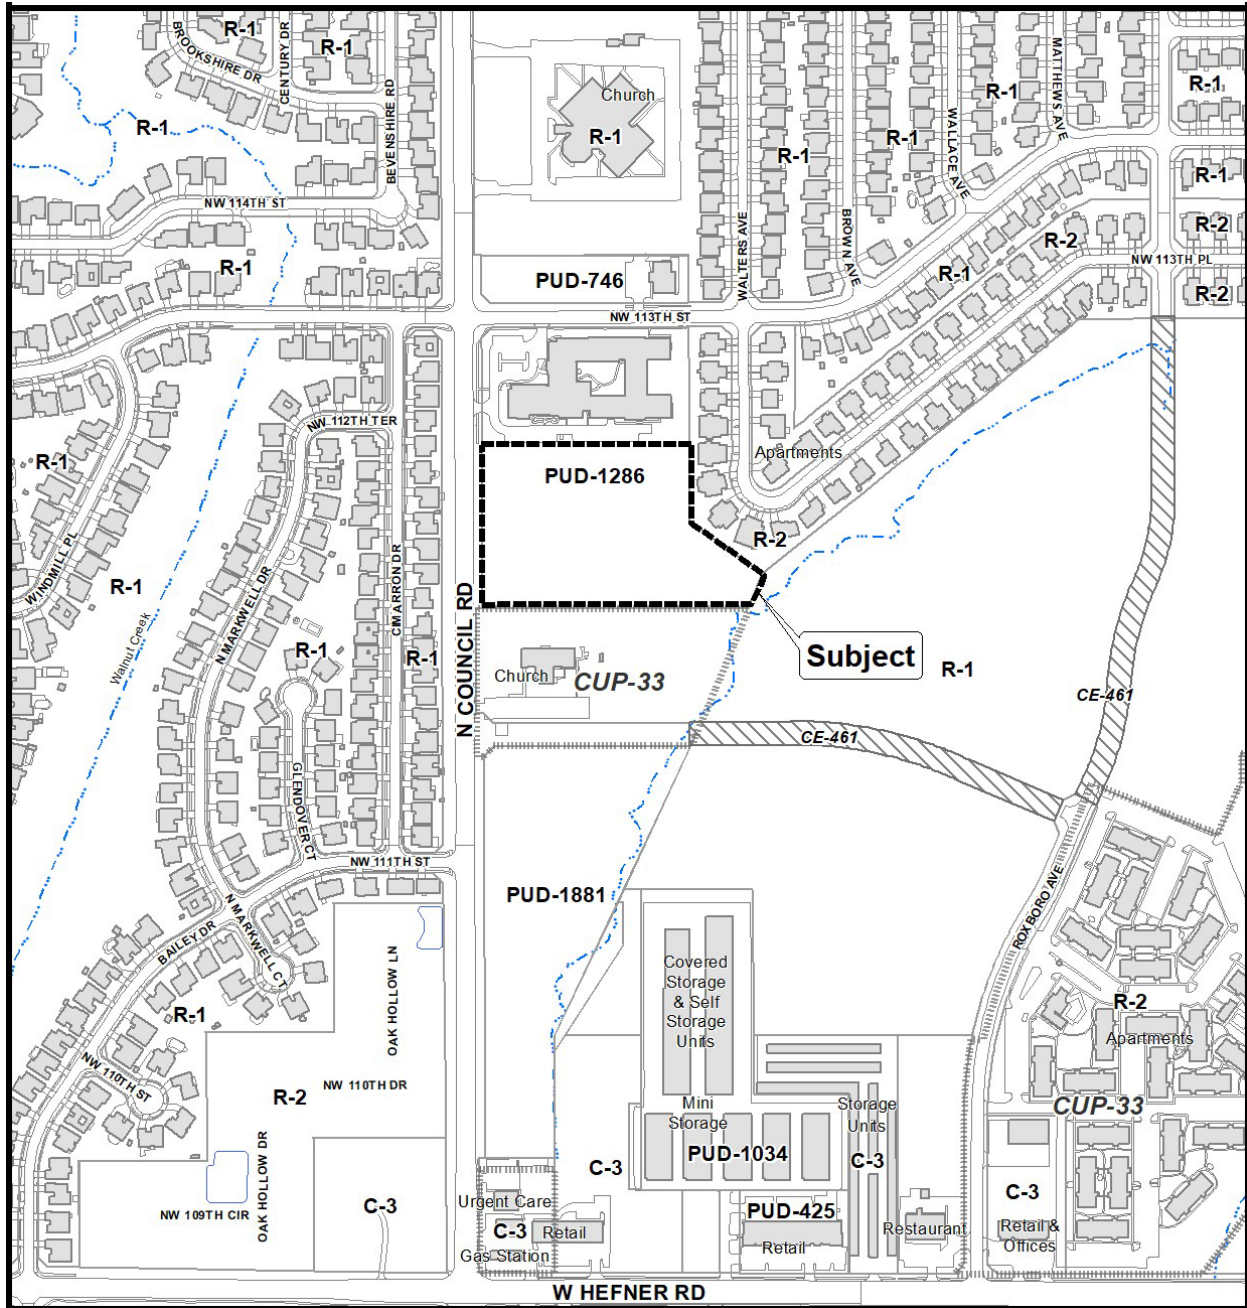 BROOKSHIRE DR
R-1
CENTURY DR
R-1
BEVENSHIRE RD
R-1
NW 114TH ST
R-1
Church
R-1
R-1
R-1
WALLACE AVE
R-1
MATTHEWS AVE
R-1
R-1
R-2
R-2
NW 113TH PL
R-2
R-1
WALTERS AVE
BROWN AVE
PUD-746
NW 113TH ST
NW 112TH TER
R-1
WINDMILL PL
R-1
Walnut Creek
N MARKWELL DR
CIMARRON DR
R-1
R-1
GLENDOVER CT
N COUNCIL RD
PUD-1286
Apartments
R-2
Subject
R-1
Church
CUP-33
CE-461
CE-461
NW 111TH ST
N MARKWELL CT
BAILEY DR
R-1
NW 110TH ST
OAK HOLLOW LN
NW 110TH DR
R-2
OAK HOLLOW DR
NW 109TH CIR
C-3
PUD-1881
Covered
Storage
& Self
Storage
Units
Mini
Storage
PUD-1034
Storage
Units
C-3
C-3
ROXBORO AVE
R-2
Apartments
CUP-33
C-3
Retail &
Offices
Urgent Care
C-3
Retail
Gas Station
PUD-425
Retail
Restaurant
W HEFNER RD